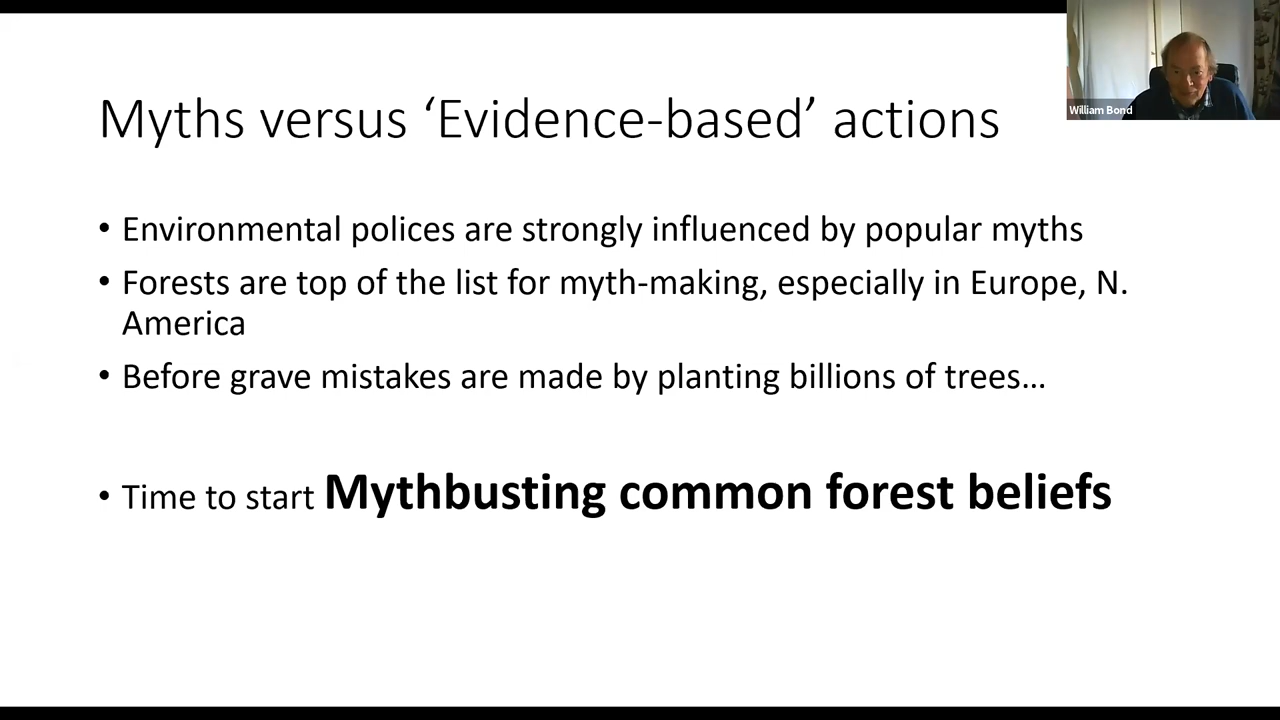 Myths versus ‘Evidence-based’ actions
William Bond
• Environmental polices are strongly influenced by popular myths
• Forests are top of the list for myth-making, especially in Europe, N.
America
• Before grave mistakes are made by planting billions of trees…
• Time to start Mythbusting common forest beliefs